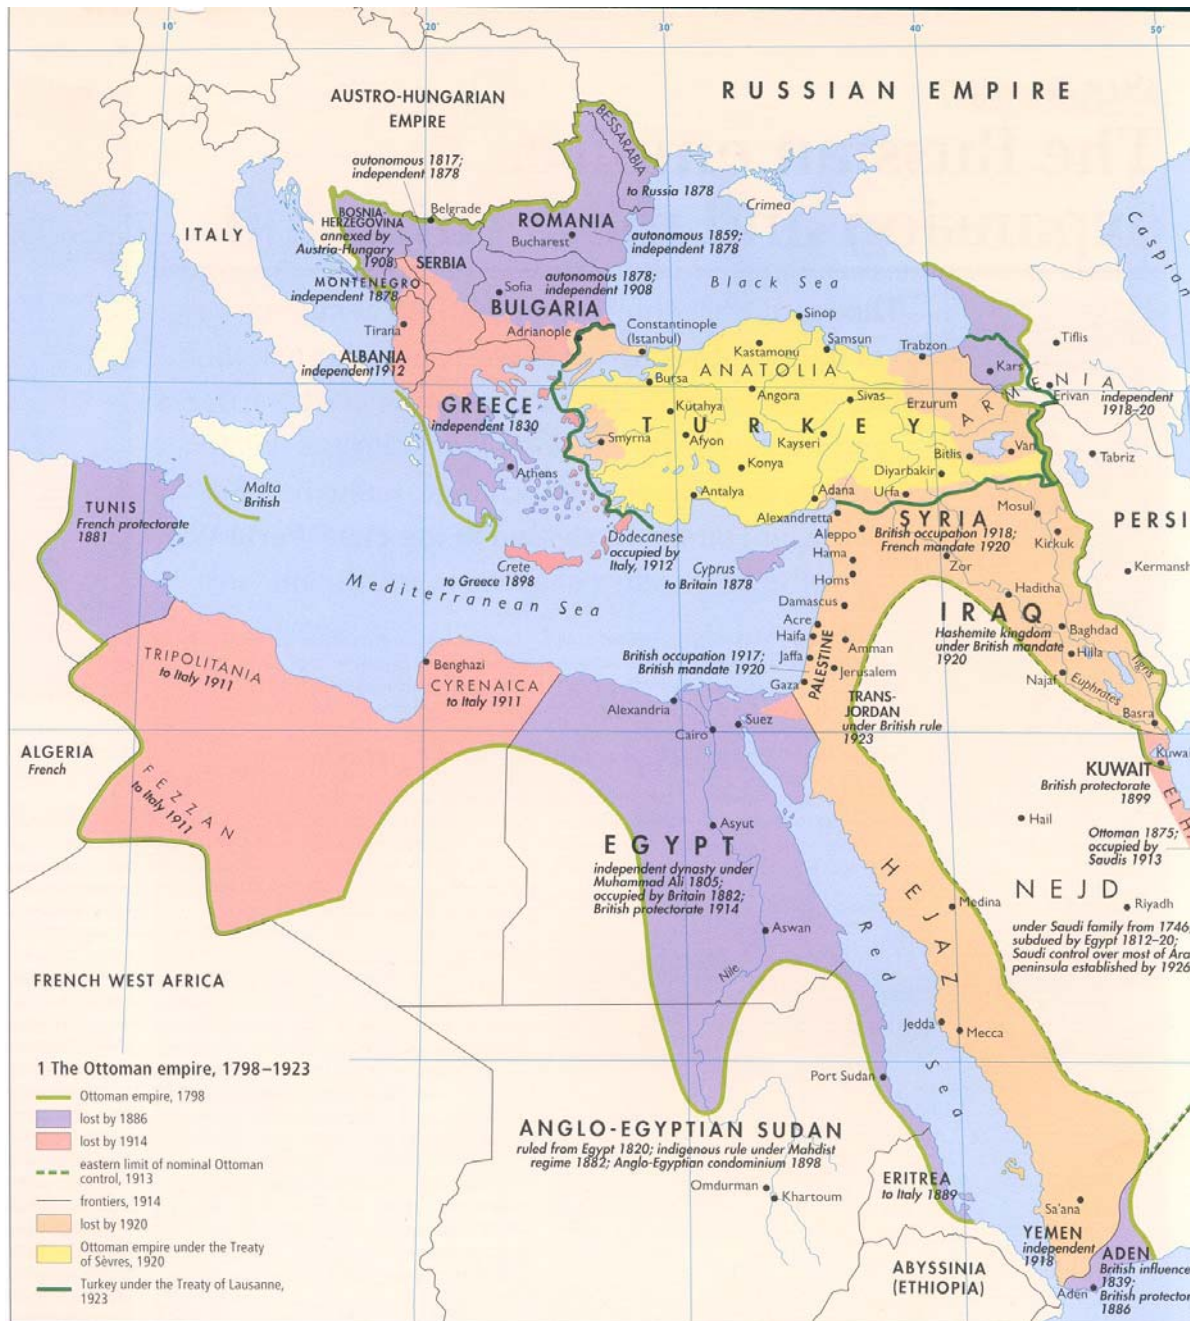 10°
20°
30°
40°
50°
AUSTRO-HUNGARIAN
EMPIRE
RUSSIAN EMPIRE
BESSARABIA
to Russia 1878
autonomous 1817;
independent 1878
Crimea
Caspian
ITALY
BOSNIA-
HERZEGOVINA
annexed by
Austria-Hungary
1908
Belgrade
ROMANIA
Bucharest
autonomous 1859;
independent 1878
SERBIA
MONTENEGRO
independent 1878
Sofia
autonomous 1878;
independent 1908
BULGARIA
Black Sea
Tirana
ALBANIA
independent 1912
Adrianople
Constantinople
(Istanbul)
Sinop
Kastamonu
Samsun
Trabzon
Kars
Tiflis
ANATOLIA
Bursa
Angora
Sivas
Erzurum
ARMENIA
independent
1918–20
Erivan
GREECE
independent 1830
Kutahya
TURKEY
Smyrna
Afyon
Kayseri
Bitlis
Van
Tabriz
Athens
Konya
Diyarbakir
Antalya
Adana
Urfa
Malta
British
TUNIS
French protectorate
1881
Dodecanese
occupied by
Italy, 1912
Alexandretta
Aleppo
SYRIA
British occupation 1918;
French mandate 1920
Mosul
Kirkuk
PERSI
Crete
to Greece 1898
Cyprus
to Britain 1878
Hama
Homs
Zor
Kermansh
Mediterranean Sea
Damascus
Haditha
IRAQ
Hashemite kingdom
under British mandate
1920
Baghdad
Hilla
Najaf
Tigris
Euphrates
Basra
Acre
Haifa
Amman
Jaffa
Jerusalem
Gaza
PALESTINE
British occupation 1917;
British mandate 1920
TRANS-
JORDAN
under British rule
1923
TRIPOLITANIA
to Italy 1911
Benghazi
CYRENAICA
to Italy 1911
Alexandria
Cairo
Suez
ALGERIA
French
FEZZAN
to Italy 1911
Kuwa
KUWAIT
British protectorate
1899
EL H
Hail
Ottoman 1875;
occupied by
Saudis 1913
Asyut
EGYPT
independent dynasty under
Muhammad Ali 1805;
occupied by Britain 1882;
British protectorate 1914
HEJAZ
Medina
NEJD
Riyadh
under Saudi family from 1746,
subdued by Egypt 1812–20;
Saudi control over most of Ara
peninsula established by 1926
Aswan
Nile
Red Sea
FRENCH WEST AFRICA
Jedda
Mecca
Port Sudan
ANGLO-EGYPTIAN SUDAN
ruled from Egypt 1820; indigenous rule under Mahdist
regime 1882; Anglo-Egyptian condominium 1898
Omdurman
Khartoum
ERITREA
to Italy 1889
Sa'ana
YEMEN
independent
1918
ABYSSINIA
(ETHIOPIA)
ADEN
British influence
1839;
British protector
1886
Aden
1 The Ottoman empire, 1798–1923
Ottoman empire, 1798
lost by 1886
lost by 1914
eastern limit of nominal Ottoman
control, 1913
frontiers, 1914
lost by 1920
Ottoman empire under the Treaty
of Sèvres, 1920
Turkey under the Treaty of Lausanne,
1923